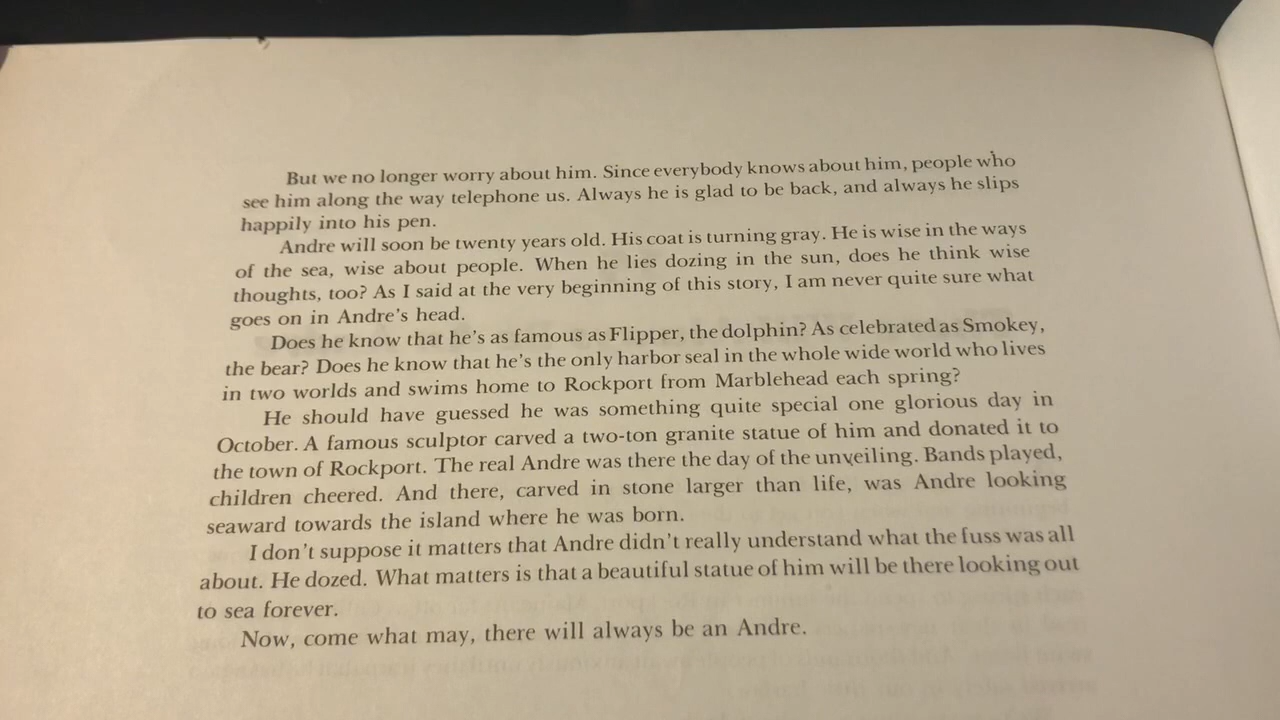 But we no longer worry about him. Since everybody knows about him, people who
see him along the way telephone us. Always he is glad to be back, and always he slips
happily into his pen.
Andre will soon be twenty years old. His coat is turning gray. He is wise in the ways
of the sea, wise about people. When he lies dozing in the sun, does he think wise
thoughts, too? As I said at the very beginning of this story, I am never quite sure what
goes on in Andre's head.
Does he know that he's as famous as Flipper, the dolphin? As celebrated as Smokey,
the bear? Does he know that he's the only harbor seal in the whole wide world who lives
in two worlds and swims home to Rockport from Marblehead each spring?
He should have guessed he was something quite special one glorious day in
October. A famous sculptor carved a two-ton granite statue of him and donated it to
the town of Rockport. The real Andre was there the day of the unveiling. Bands played,
children cheered. And there, carved in stone larger than life, was Andre looking
seaward towards the island where he was born.
I don't suppose it matters that Andre didn't really understand what the fuss was all
about. He dozed. What matters is that a beautiful statue of him will be there looking out
to sea forever.
Now, come what may, there will always be an Andre.